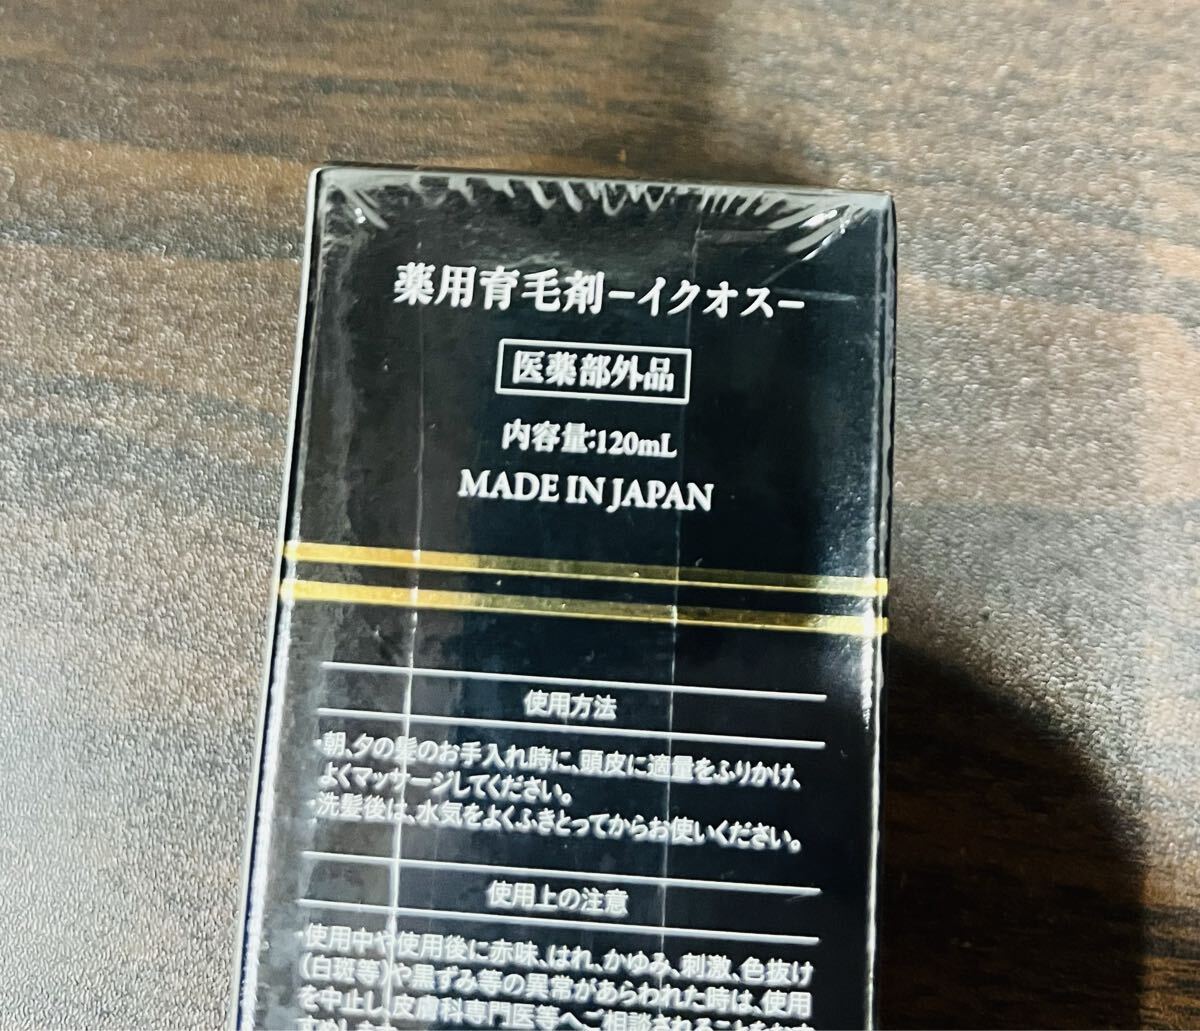 薬用育毛剤−イクオス−
医薬部外品
内容量:120mL
MADE IN JAPAN
使用方法
・朝、夕の髪のお手入れ時に、頭皮に適量をふりかけ、
よくマッサージしてください。
・洗髪後は、水気をよくふきとってからお使いください。
使用上の注意
・使用中や使用後に赤味、はれ、かゆみ、刺激、色抜け
(白斑等)や黒ずみ等の異常があらわれた時は、使用
を中止し、皮膚科専門医等へご相談されることをおす
すめします。